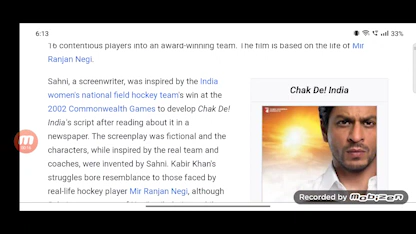 6:13
33%
16 contentious players into an award-winning team. The film is based on the life of Mir
Ranjan Negi.
Sahni, a screenwriter, was inspired by the India
women's national field hockey team's win at the
2002 Commonwealth Games to develop Chak De!
India's script after reading about it in a
newspaper. The screenplay was fictional and the
characters, while inspired by the real team and
coaches, were invented by Sahni. Kabir Khan's
struggles bore resemblance to those faced by
real-life hockey player Mir Ranjan Negi, although
Chak De! India
Recorded by
Mobizen